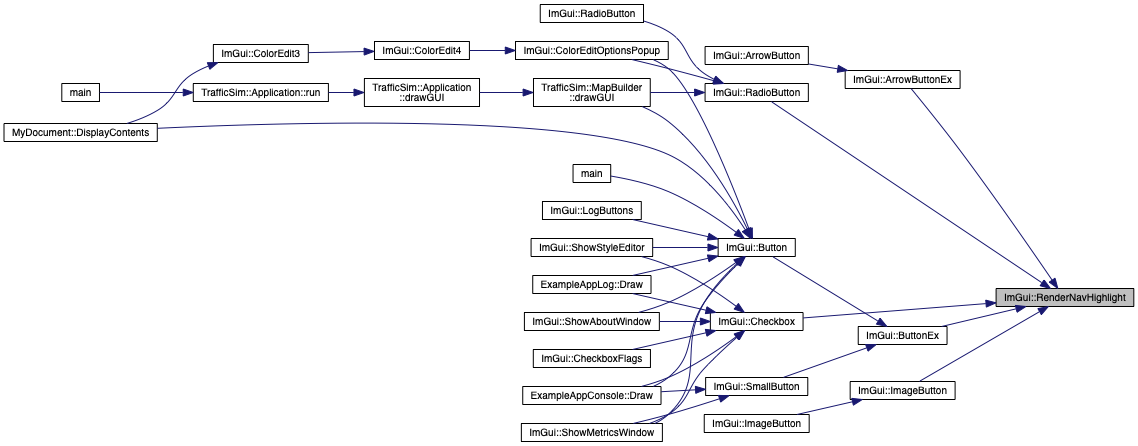 ImGui::RadioButton
ImGui::ColorEdit3
ImGui::ColorEdit4
ImGui::ColorEditOptionsPopup
ImGui::ArrowButton
ImGui::ArrowButtonEx
main
TrafficSim::Application::run
TrafficSim::Application
::drawGUI
TrafficSim::MapBuilder
::drawGUI
ImGui::RadioButton
MyDocument::DisplayContents
main
ImGui::LogButtons
ImGui::ShowStyleEditor
ImGui::Button
ExampleAppLog::Draw
ImGui::RenderNavHighlight
ImGui::ShowAboutWindow
ImGui::Checkbox
ImGui::ButtonEx
ImGui::CheckboxFlags
ImGui::SmallButton
ImGui::ImageButton
ExampleAppConsole::Draw
ImGui::ImageButton
ImGui::ShowMetricsWindow